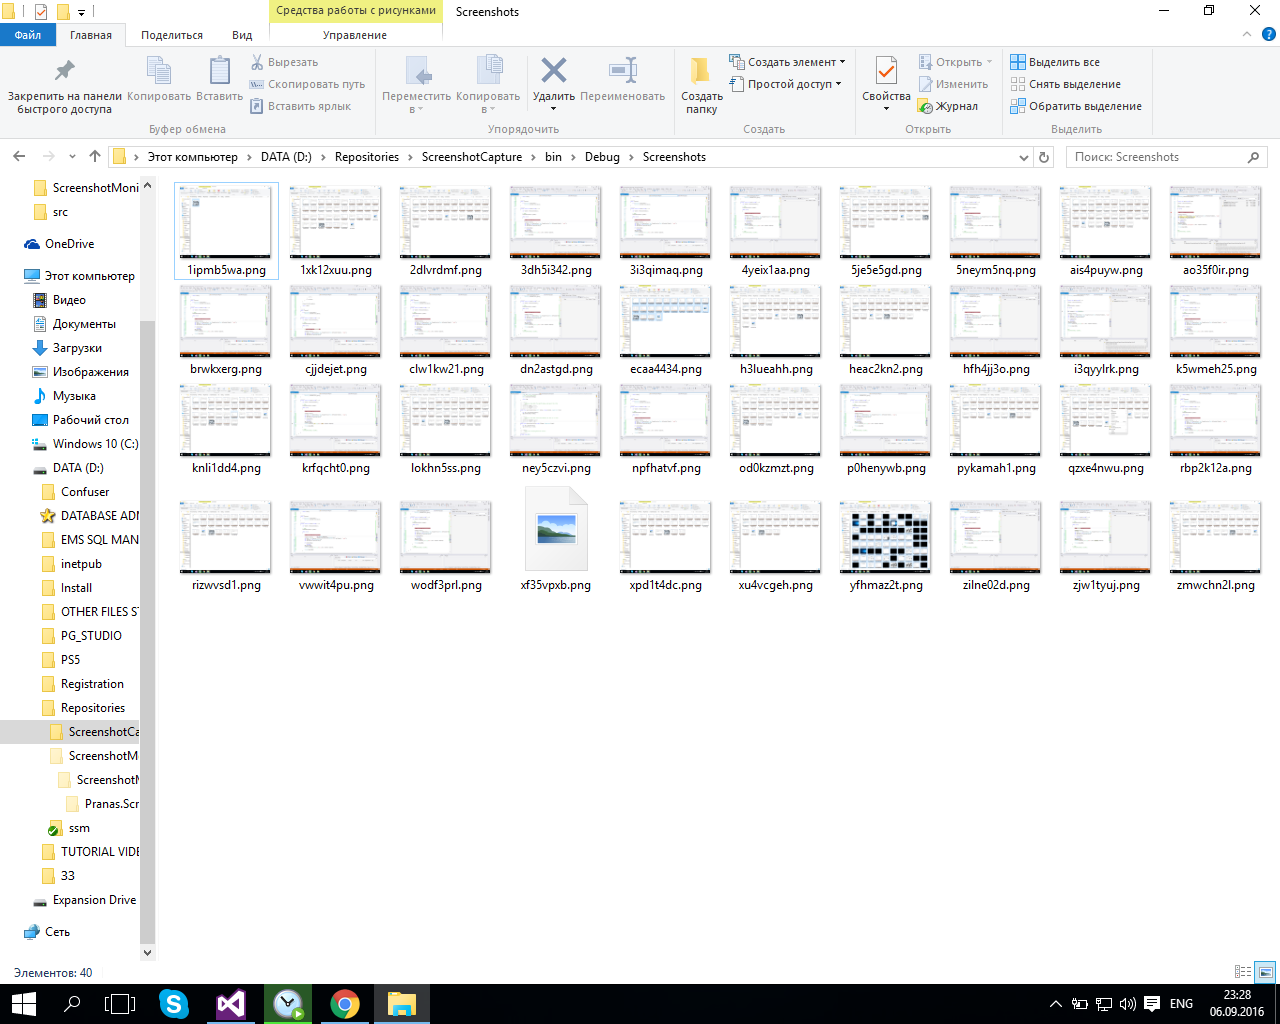 Средства работы с рисунками
Screenshots
Файл
Главная
Поделиться
Вид
Управление
Закрепить на панели быстрого доступа
Копировать
Вставить
Вырезать
Скопировать путь
Вставить ярлык
Буфер обмена
Переместить в
Копировать в
Удалить
Переименовать
Упорядочить
Создать папку
Создать элемент
Простой доступ
Создать
Свойства
Открыть
Изменить
Журнал
Открыть
Выделить все
Снять выделение
Обратить выделение
Выделить
Этот компьютер
DATA (D:)
Repositories
ScreenshotCapture
bin
Debug
Screenshots
Поиск: Screenshots
ScreenshotMoni
src
OneDrive
Этот компьютер
Видео
Документы
Загрузки
Изображения
Музыка
Рабочий стол
Windows 10 (C:)
DATA (D:)
Confuser
DATABASE ADM
EMS SQL MAN
inetpub
Install
OTHER FILES ST
PG_STUDIO
PS5
Registration
Repositories
ScreenshotCa
ScreenshotM
ScreenshotM
Pranas.Scr
ssm
TUTORIAL VIDE
33
Expansion Drive
Сеть
1ipmb5wa.png
1xk12xuu.png
2dlvrdmf.png
3dh5i342.png
3i3qimaq.png
4yeix1aa.png
5je5e5gd.png
5neym5nq.png
ais4puyw.png
ao35f0ir.png
brwkxerg.png
cjjdejet.png
clw1kw21.png
dn2astgd.png
ecaa4434.png
h3lueahh.png
heac2kn2.png
hfh4jj3o.png
i3qyylrk.png
k5wmeh25.png
knli1dd4.png
krfqcht0.png
lokhn5ss.png
ney5czvi.png
npfhatvf.png
od0kzmzt.png
p0henywb.png
pykamah1.png
qzxe4nwu.png
rbp2k12a.png
rizwvsd1.png
vwwit4pu.png
wodf3prl.png
xf35vpxb.png
xpd1t4dc.png
xu4vcgeh.png
yfhmaz2t.png
zilne02d.png
zjw1tyuj.png
zmwchn2l.png
Элементов: 40
ENG
23:28
06.09.2016